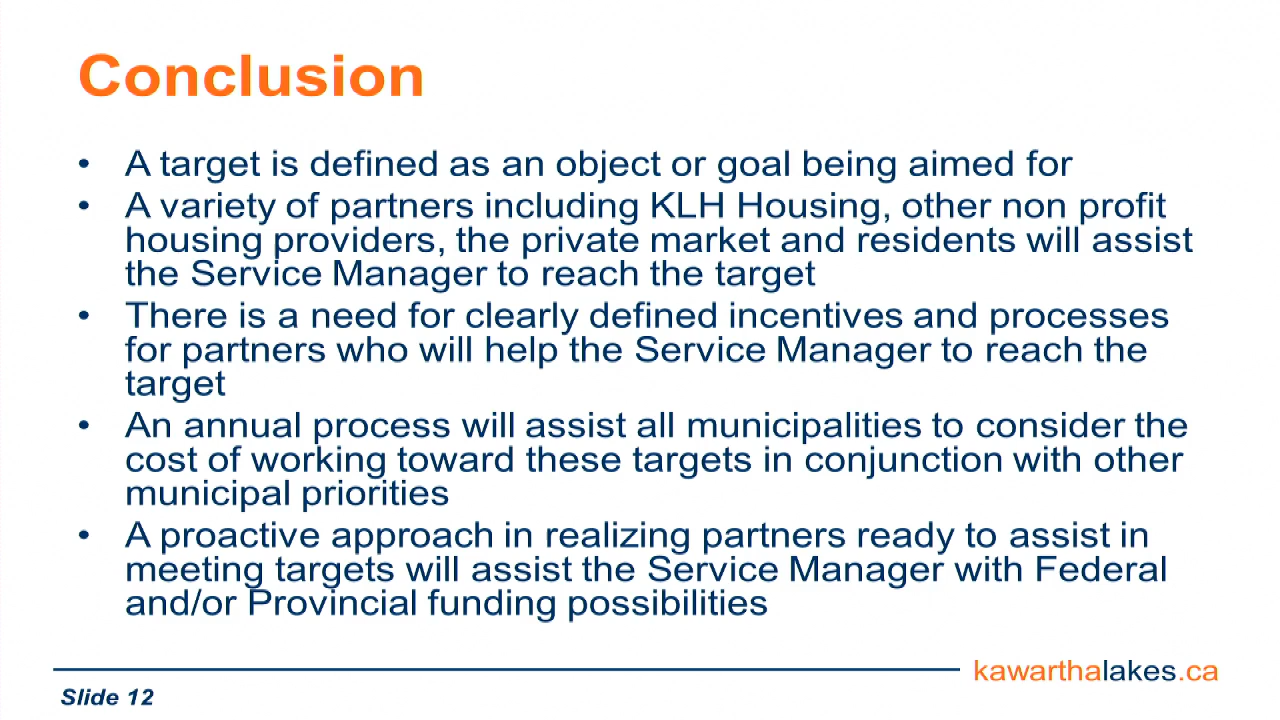 Conclusion
• A target is defined as an object or goal being aimed for
• A variety of partners including KLH Housing, other non profit
housing providers, the private market and residents will assist
the Service Manager to reach the target
• There is a need for clearly defined incentives and processes
for partners who will help the Service Manager to reach the
target
• An annual process will assist all municipalities to consider the
cost of working toward these targets in conjunction with other
municipal priorities
• A proactive approach in realizing partners ready to assist in
meeting targets will assist the Service Manager with Federal
and/or Provincial funding possibilities
kawarthalakes.ca
Slide 12